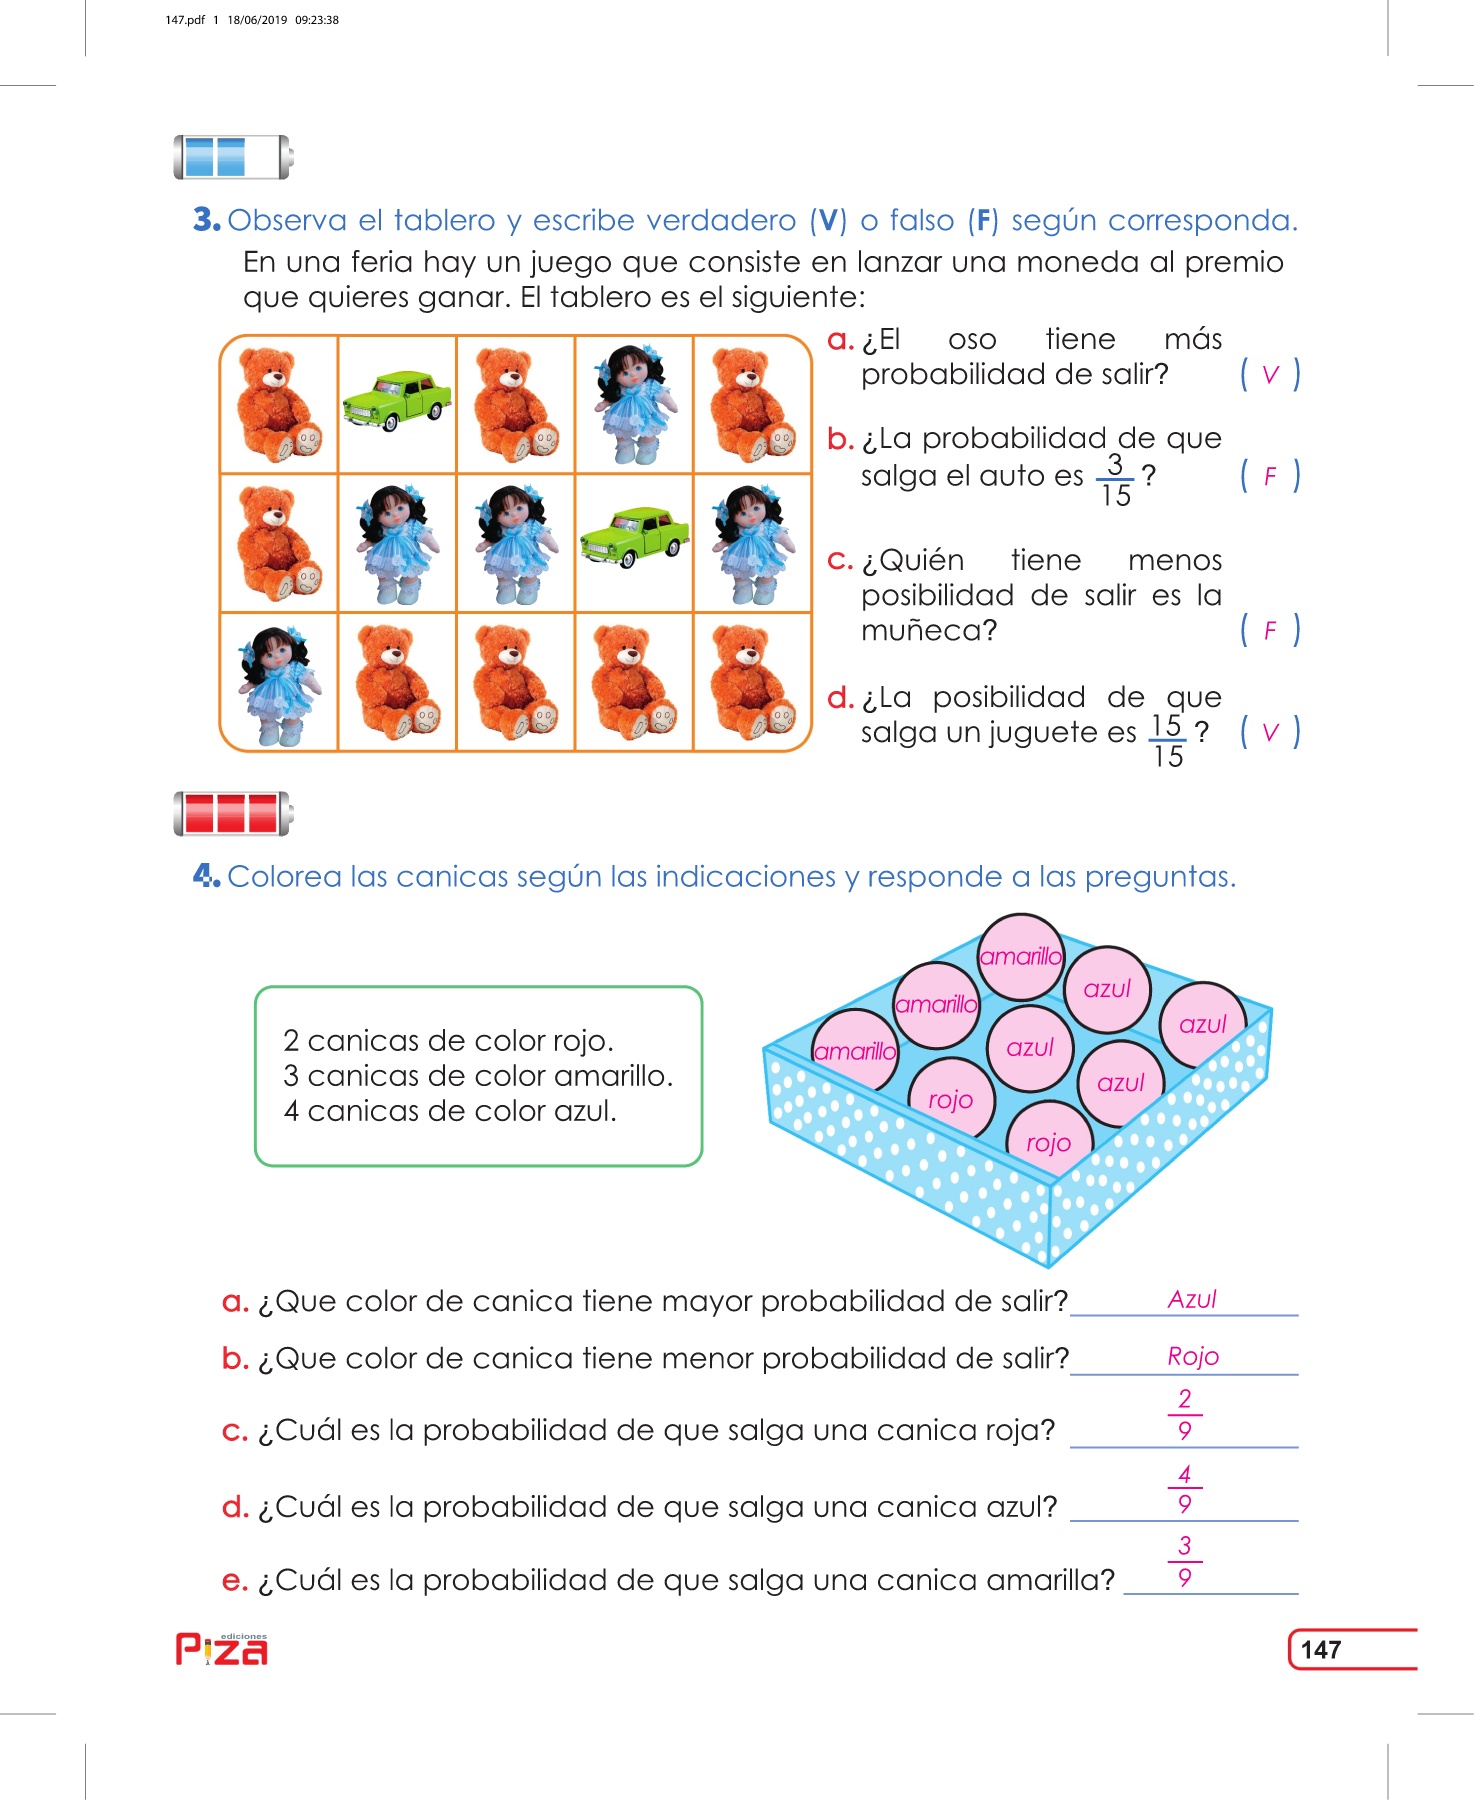 147.pdf 1 18/06/2019 09:23:38
3. Observa el tablero y escribe verdadero (V) o falso (F) según corresponda.
En una feria hay un juego que consiste en lanzar una moneda al premio
que quieres ganar. El tablero es el siguiente:
a. ¿El oso tiene más
probabilidad de salir? ( V )
b. ¿La probabilidad de que
salga el auto es 3/15 ? ( F )
c. ¿Quién tiene menos
posibilidad de salir es la
muñeca? ( F )
d. ¿La posibilidad de que
salga un juguete es 15/15 ? ( V )
4. Colorea las canicas según las indicaciones y responde a las preguntas.
2 canicas de color rojo.
3 canicas de color amarillo.
4 canicas de color azul.
amarillo
azul
amarillo
azul
azul
amarillo
azul
rojo
rojo
a. ¿Que color de canica tiene mayor probabilidad de salir? Azul
b. ¿Que color de canica tiene menor probabilidad de salir? Rojo
c. ¿Cuál es la probabilidad de que salga una canica roja? 2/9
d. ¿Cuál es la probabilidad de que salga una canica azul? 4/9
e. ¿Cuál es la probabilidad de que salga una canica amarilla? 3/9
ediciones
Piza
147